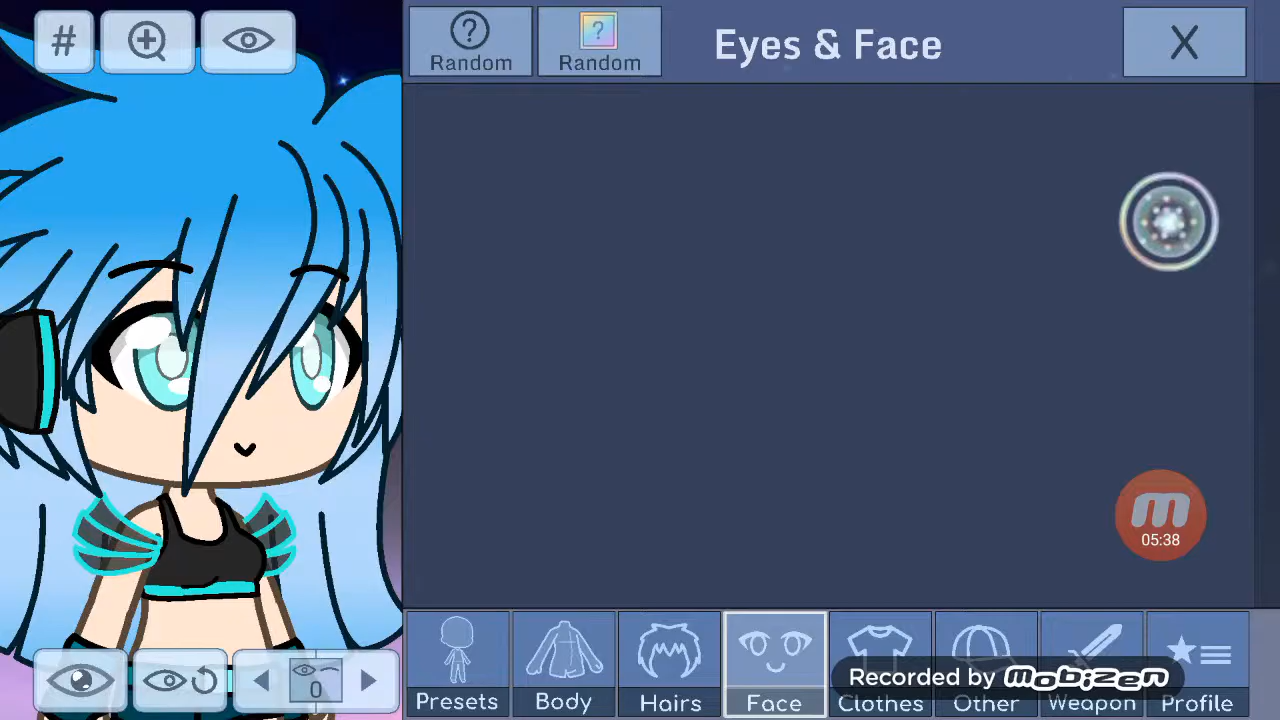 #
? Random
? Random
Eyes & Face
X
05:38
0
Presets
Body
Hairs
Face
Clothes
Other
Weapon
Profile
Recorded by mobizen